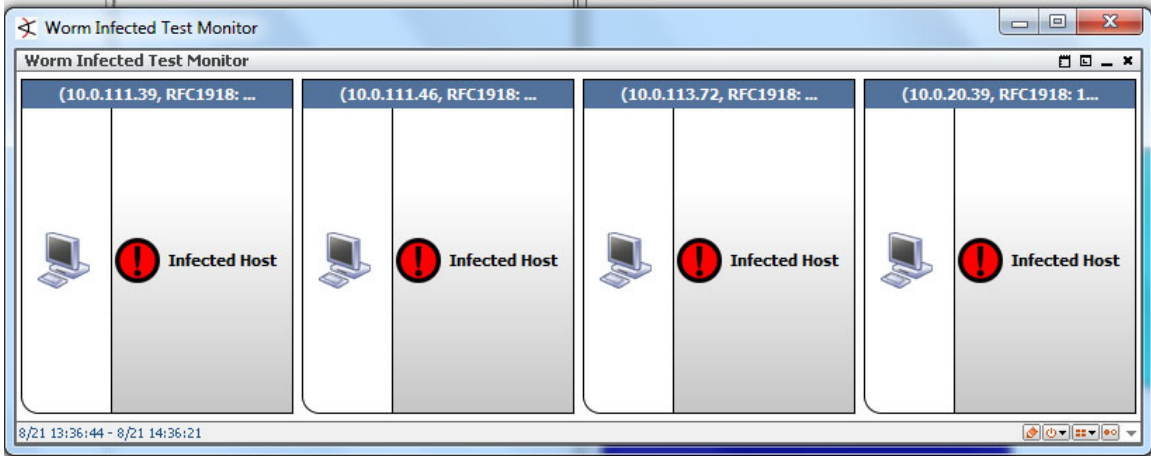 Worm Infected Test Monitor
Worm Infected Test Monitor
(10.0.111.39, RFC1918: ...
(10.0.111.46, RFC1918: ...
(10.0.113.72, RFC1918: ...
(10.0.20.39, RFC1918: 1...
Infected Host
Infected Host
Infected Host
Infected Host
8/21 13:36:44 - 8/21 14:36:21